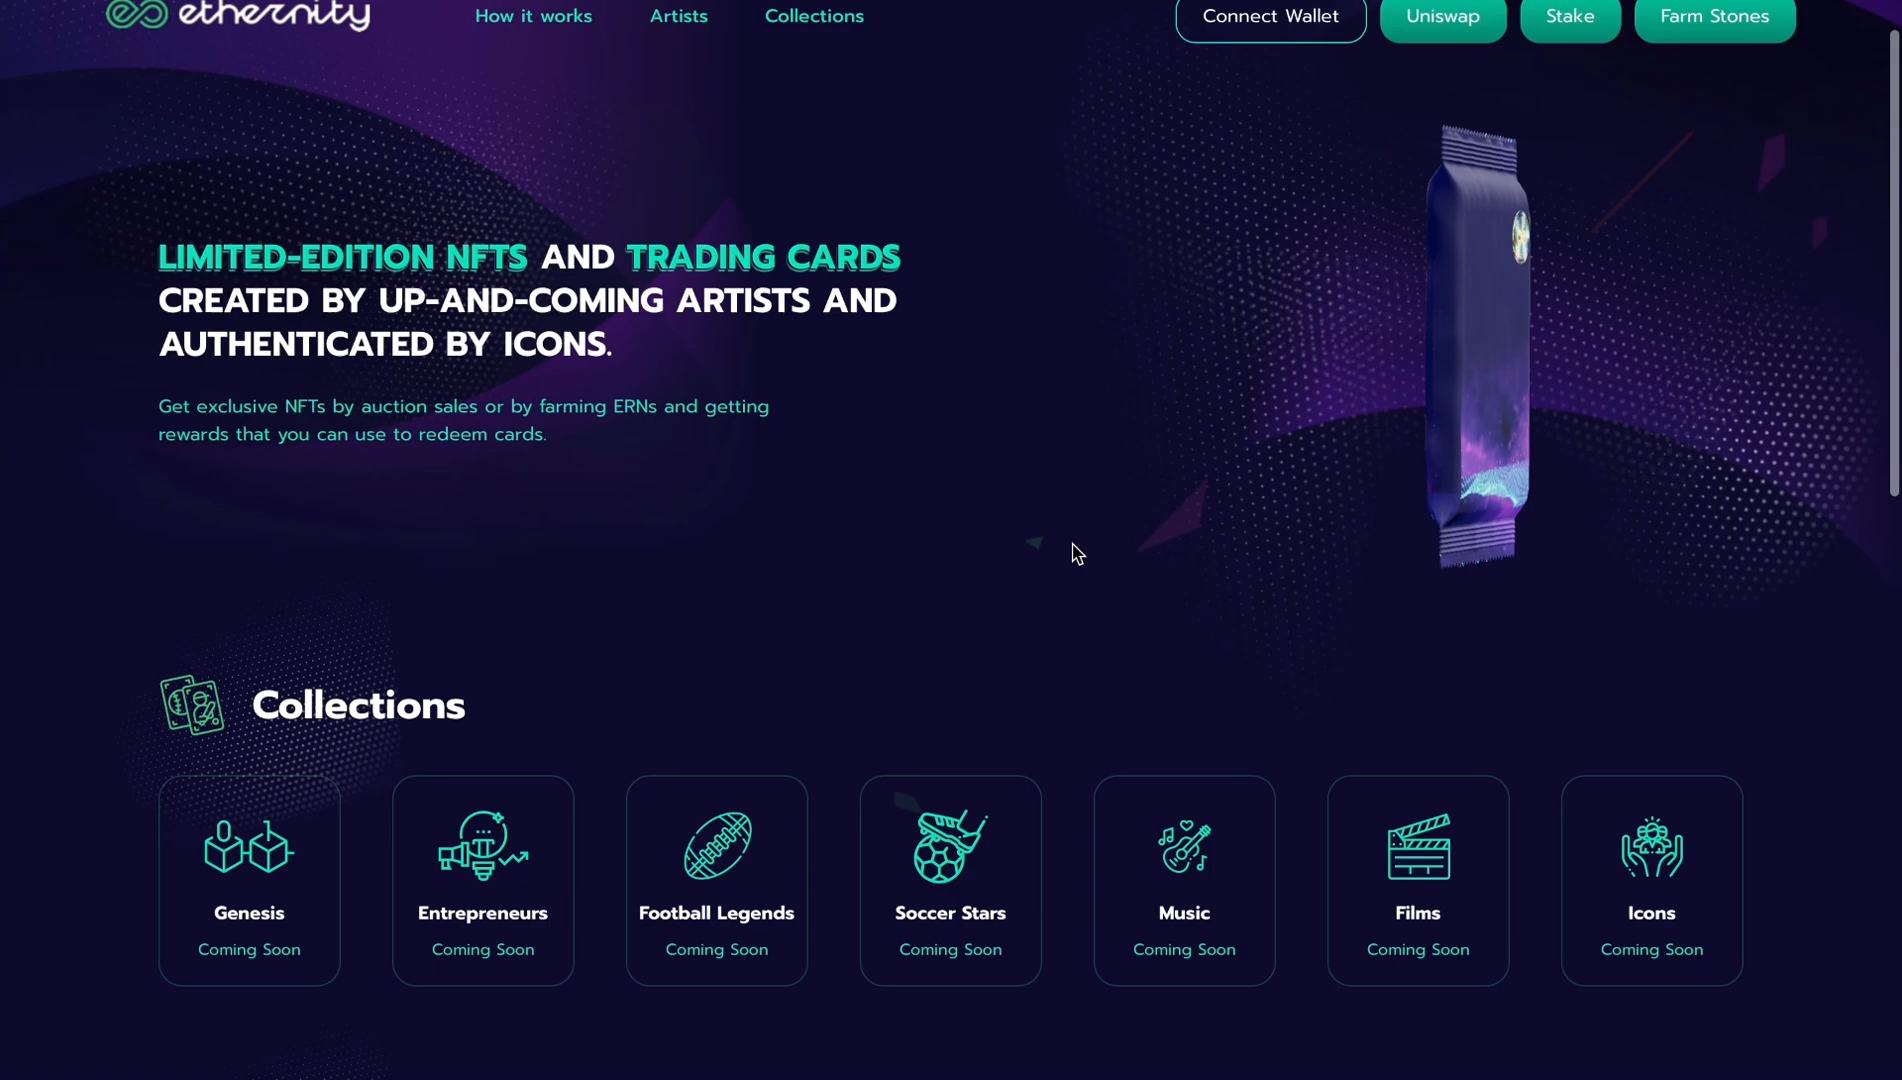 ethernity
How it works
Artists
Collections
Connect Wallet
Uniswap
Stake
Farm Stones
LIMITED-EDITION NFTS AND TRADING CARDS
CREATED BY UP-AND-COMING ARTISTS AND
AUTHENTICATED BY ICONS.
Get exclusive NFTs by auction sales or by farming ERNs and getting
rewards that you can use to redeem cards.
Collections
Genesis
Coming Soon
Entrepreneurs
Coming Soon
Football Legends
Coming Soon
Soccer Stars
Coming Soon
Music
Coming Soon
Films
Coming Soon
Icons
Coming Soon